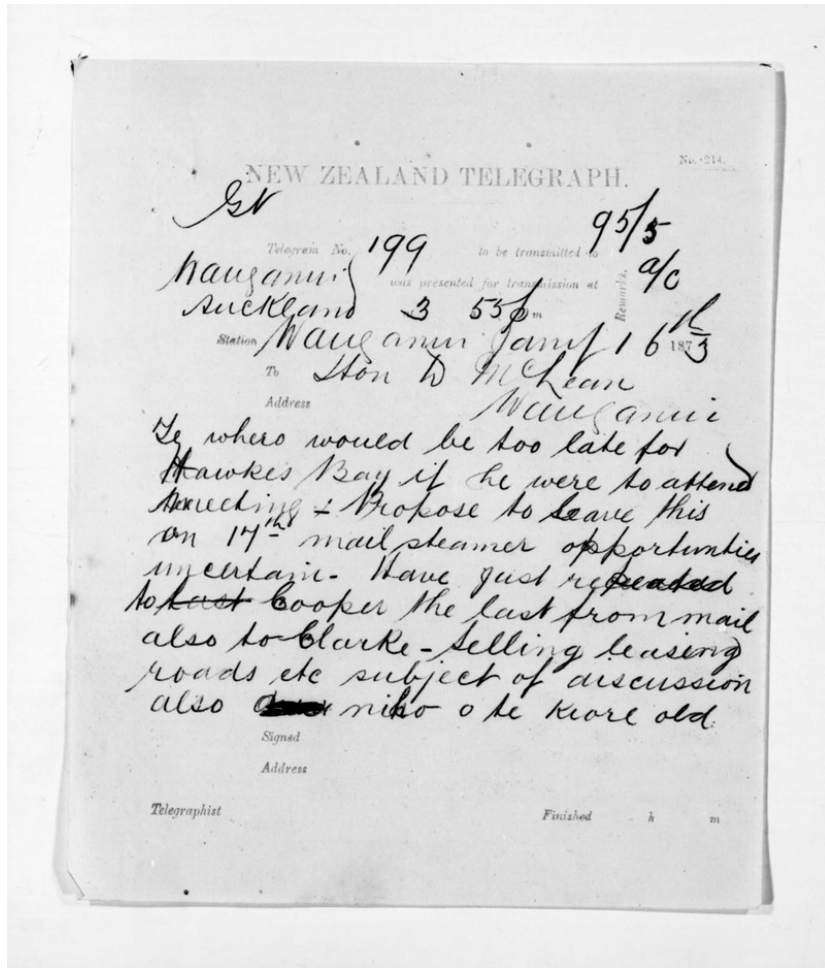 No. 214.
NEW ZEALAND TELEGRAPH.
GN
95/5
Telegram No. 199 to be transmitted to
Wanganui was presented for transmission at
Remarks. a/c
Auckland 3 55 p m
Station Wanganui Jany 16th 1873
To Hon D McLean
Address Wanganui
Te whero would be too late for
Hawkes Bay if he were to attend
meeting - Propose to leave this
on 17th mail steamer opportunties
uncertain - Have just repeated
to last Cooper the last from mail
also to Clarke - Selling leasing
roads etc subject of discussion
also niho o te kiore old
Signed
Address
Telegraphist Finished h m